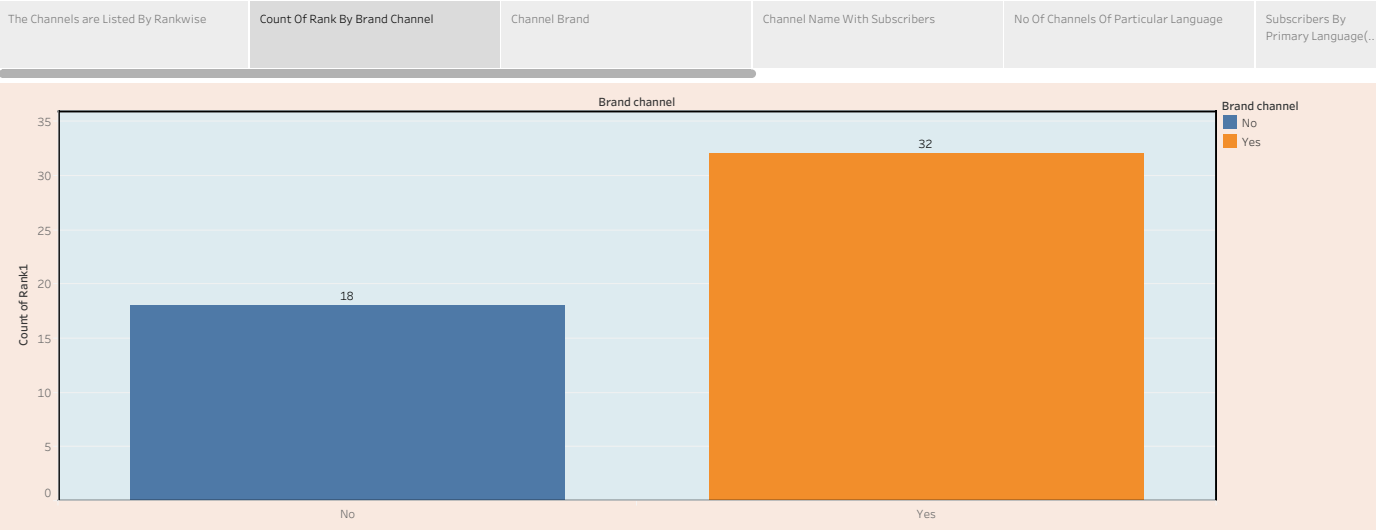 The Channels are Listed By Rankwise
Count Of Rank By Brand Channel
Channel Brand
Channel Name With Subscribers
No Of Channels Of Particular Language
Subscribers By
Primary Language(..
Brand channel
Brand channel
No
Yes
Count of Rank1
35
30
25
20
15
10
5
0
18
32
No
Yes